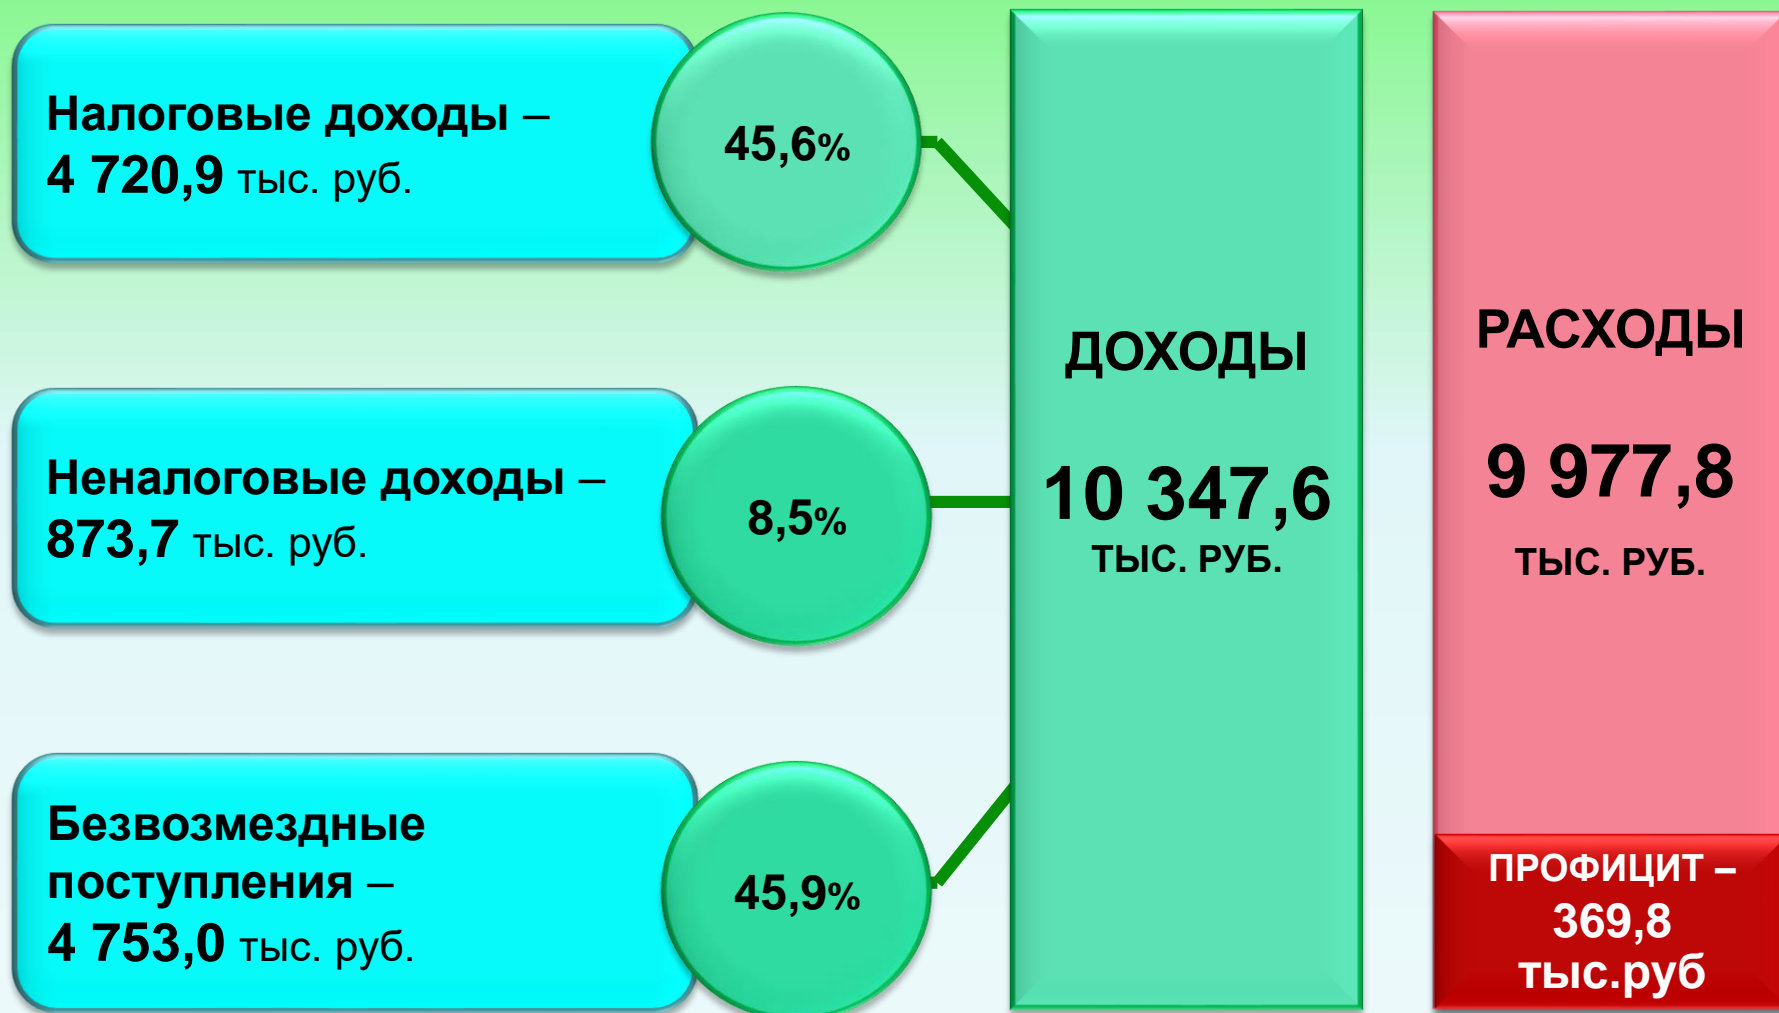 Налоговые доходы –
4 720,9 тыс. руб.
45,6%
Неналоговые доходы –
873,7 тыс. руб.
8,5%
Безвозмездные
поступления –
4 753,0 тыс. руб.
45,9%
ДОХОДЫ
10 347,6
ТЫС. РУБ.
РАСХОДЫ
9 977,8
ТЫС. РУБ.
ПРОФИЦИТ –
369,8
тыс.руб